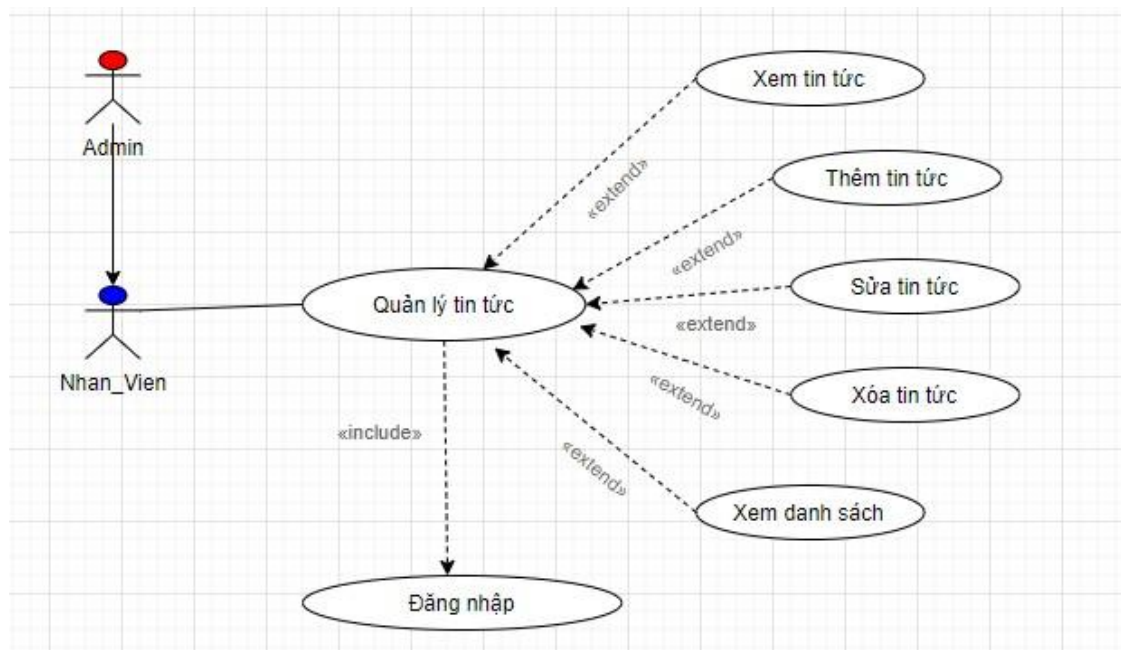 Xem tin tức
Admin
«extend»
Thêm tin tức
«extend»
Sửa tin tức
Quản lý tin tức
«extend»
Nhan_Vien
«extend»
Xóa tin tức
«include»
«extend»
Xem danh sách
Đăng nhập